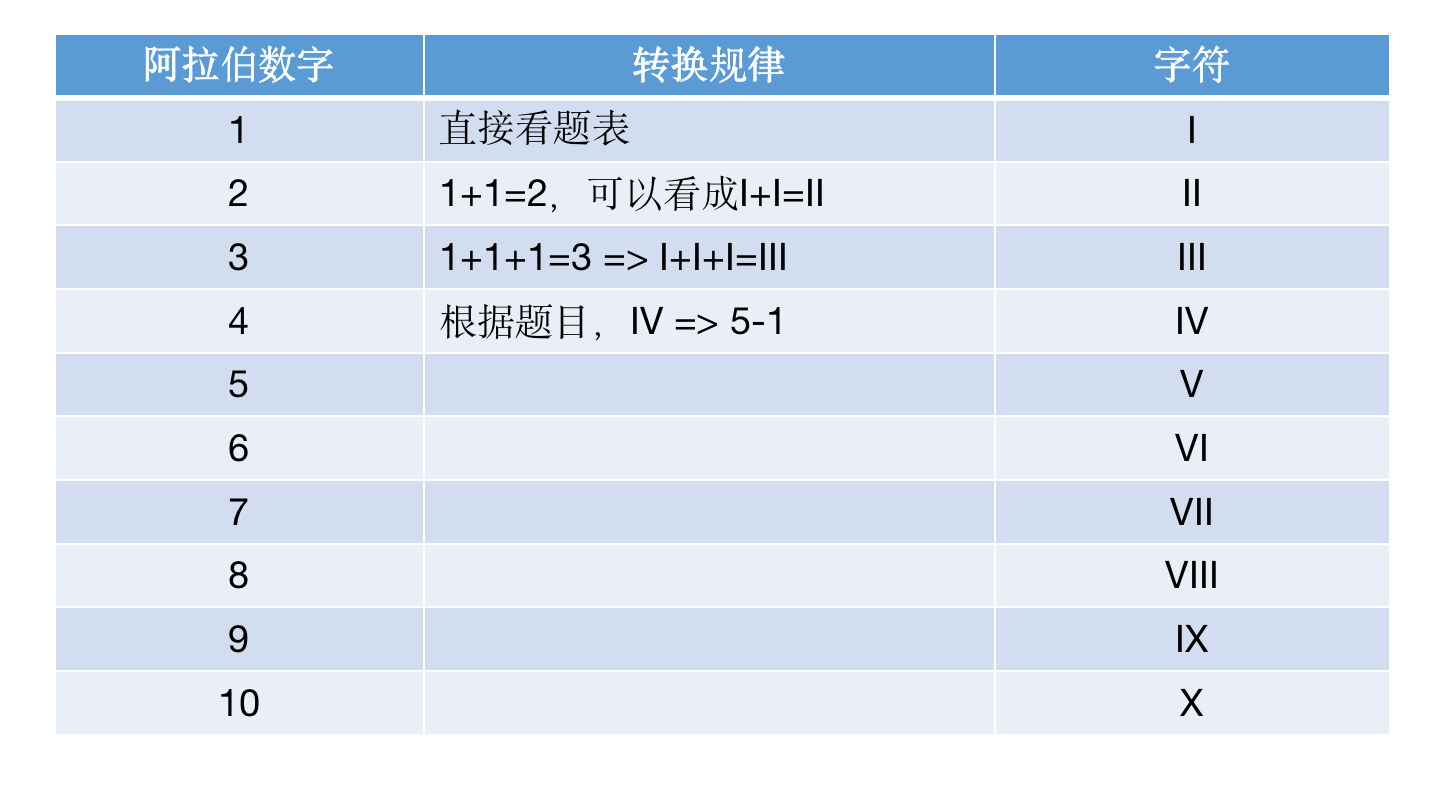 阿拉伯数字 转换规律 字符
1 直接看题表 I
2 1+1=2，可以看成I+I=II II
3 1+1+1=3 => I+I+I=III III
4 根据题目，IV => 5-1 IV
5 V
6 VI
7 VII
8 VIII
9 IX
10 X